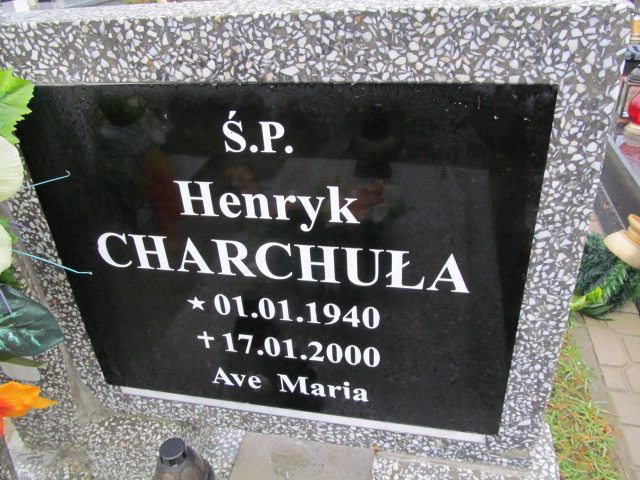 Ś.P.
Henryk
CHARCHUŁA
★ 01.01.1940
✝ 17.01.2000
Ave Maria